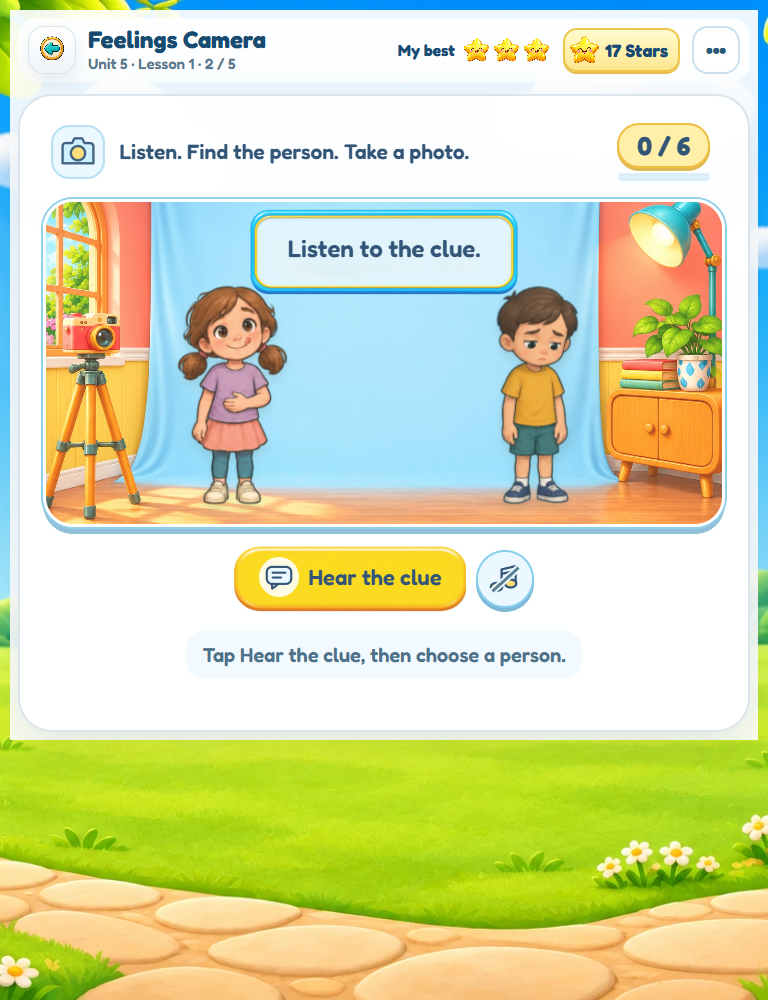 Feelings Camera
Unit 5 · Lesson 1 · 2 / 5
My best
17 Stars
Listen. Find the person. Take a photo.
0 / 6
Listen to the clue.
Hear the clue
Tap Hear the clue, then choose a person.